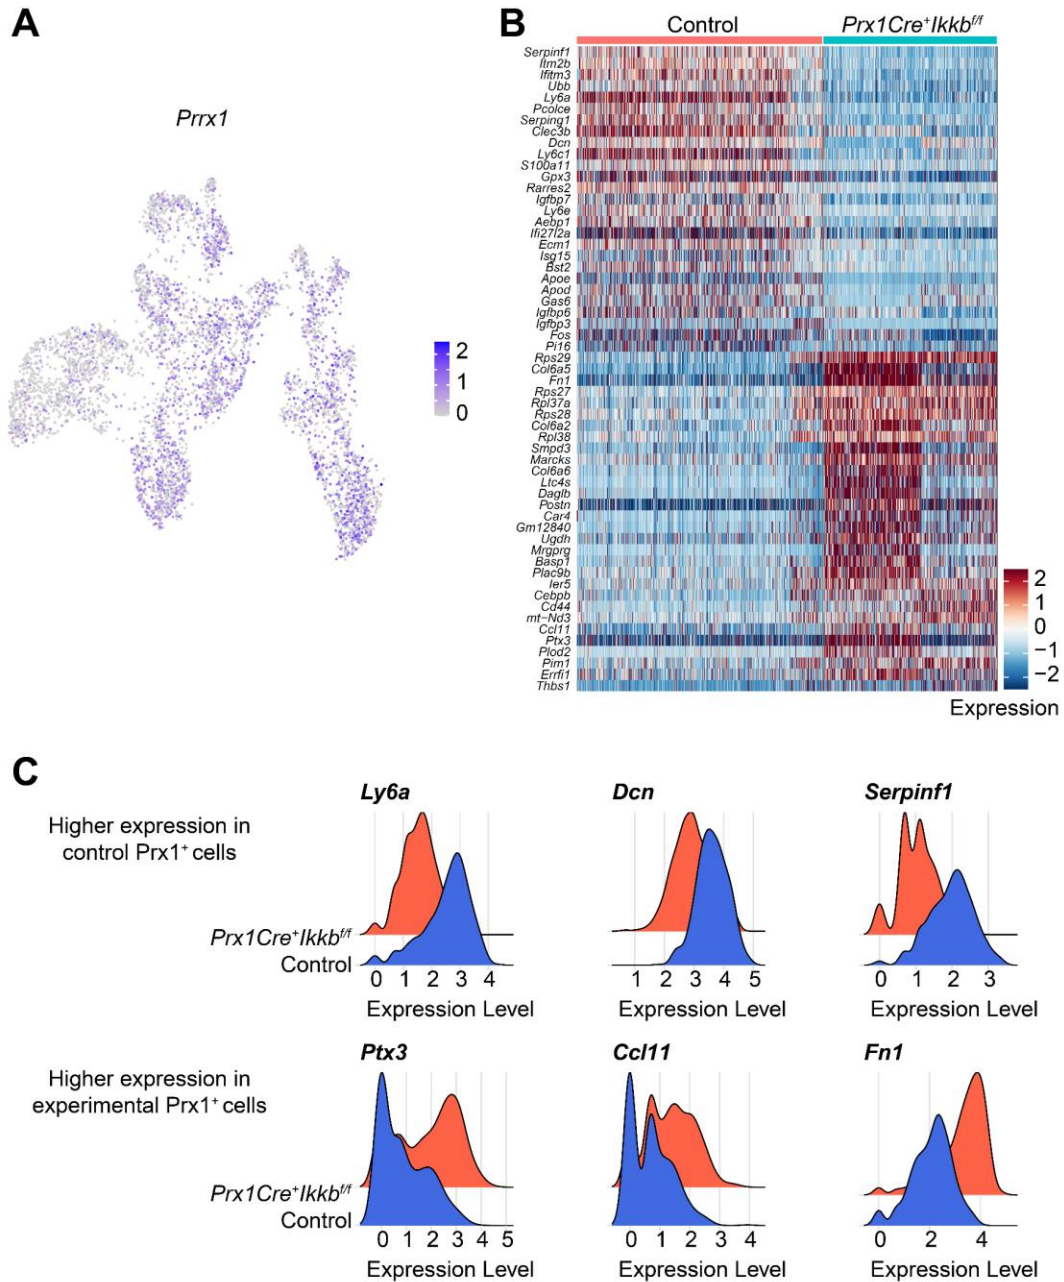 A
Prrx1
2
1
0
B
Control
Prx1Cre+Ikkbf/f
Serpinf1
Itm2b
Ifitm3
Ubb
Ly6a
Pcolce
Serping1
Clec3b
Dcn
Ly6c1
S100a11
Gpx3
Rarres2
Igfbp7
Ly6e
Aebp1
Ifi27l2a
Ecm1
Isg15
Bst2
Apoe
Apod
Gas6
Igfbp6
Igfbp3
Fos
Pi16
Rps29
Col6a5
Fn1
Rps27
Rpl37a
Rps28
Col6a2
Rpl38
Smpd3
Marcks
Col6a6
Ltc4s
Daglb
Postn
Car4
Gm12840
Ugdh
Mrgprg
Basp1
Plac9b
Ier5
Cebpb
Cd44
mt-Nd3
Ccl11
Ptx3
Plod2
Pim1
Errfi1
Thbs1
2
1
0
−1
−2
Expression
C
Higher expression in
control Prx1+ cells
Prx1Cre+Ikkbf/f
Control
Ly6a
0 1 2 3 4
Expression Level
Dcn
1 2 3 4 5
Expression Level
Serpinf1
0 1 2 3
Expression Level
Higher expression in
experimental Prx1+ cells
Prx1Cre+Ikkbf/f
Control
Ptx3
0 1 2 3 4 5
Expression Level
Ccl11
0 1 2 3 4
Expression Level
Fn1
0 2 4
Expression Level